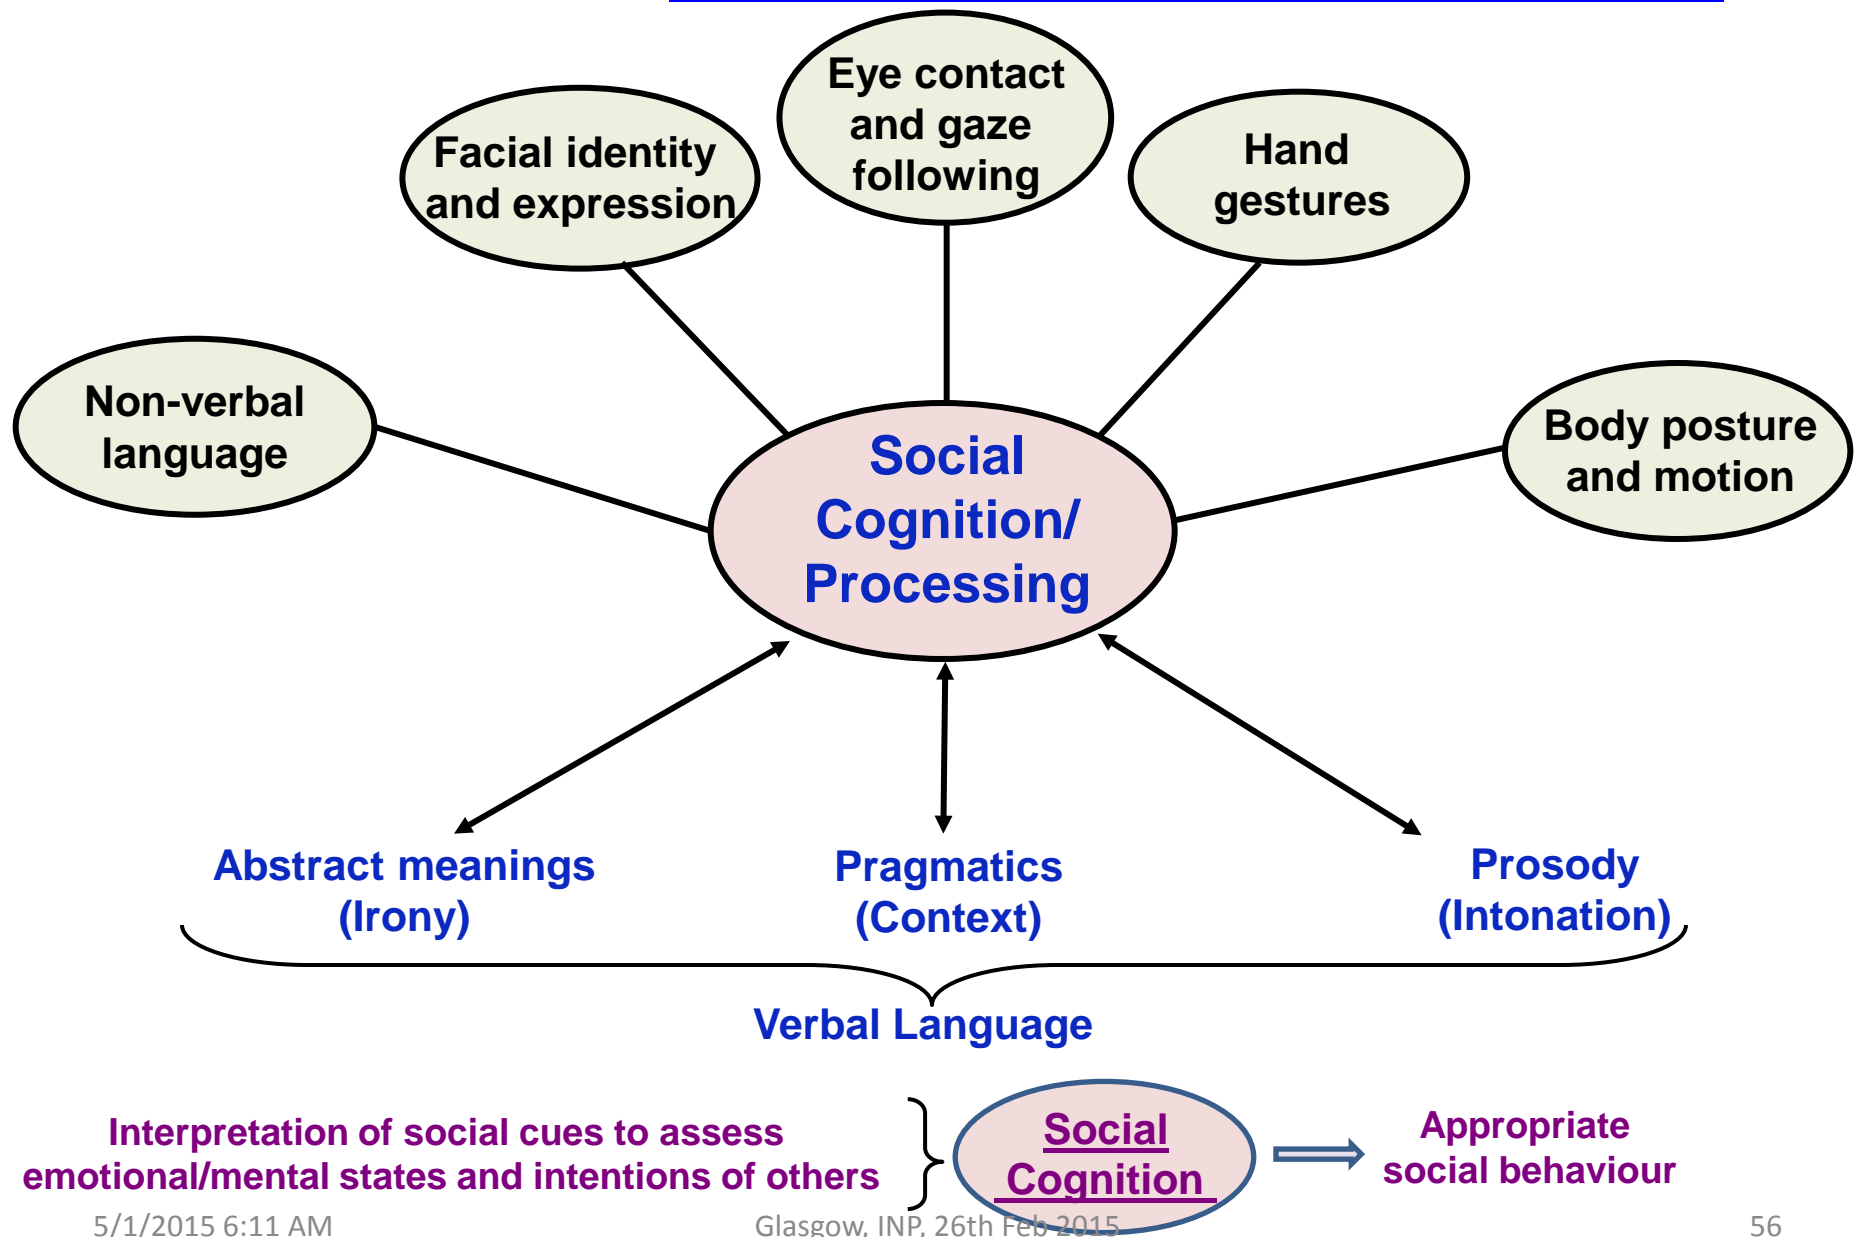 Eye contact
and gaze
following
Facial identity
and expression
Hand
gestures
Non-verbal
language
Body posture
and motion
Social
Cognition/
Processing
Abstract meanings
(Irony)
Pragmatics
(Context)
Prosody
(Intonation)
Verbal Language
Interpretation of social cues to assess
emotional/mental states and intentions of others
Social
Cognition
Appropriate
social behaviour
5/1/2015 6:11 AM
Glasgow, INP, 26th Feb 2015
56